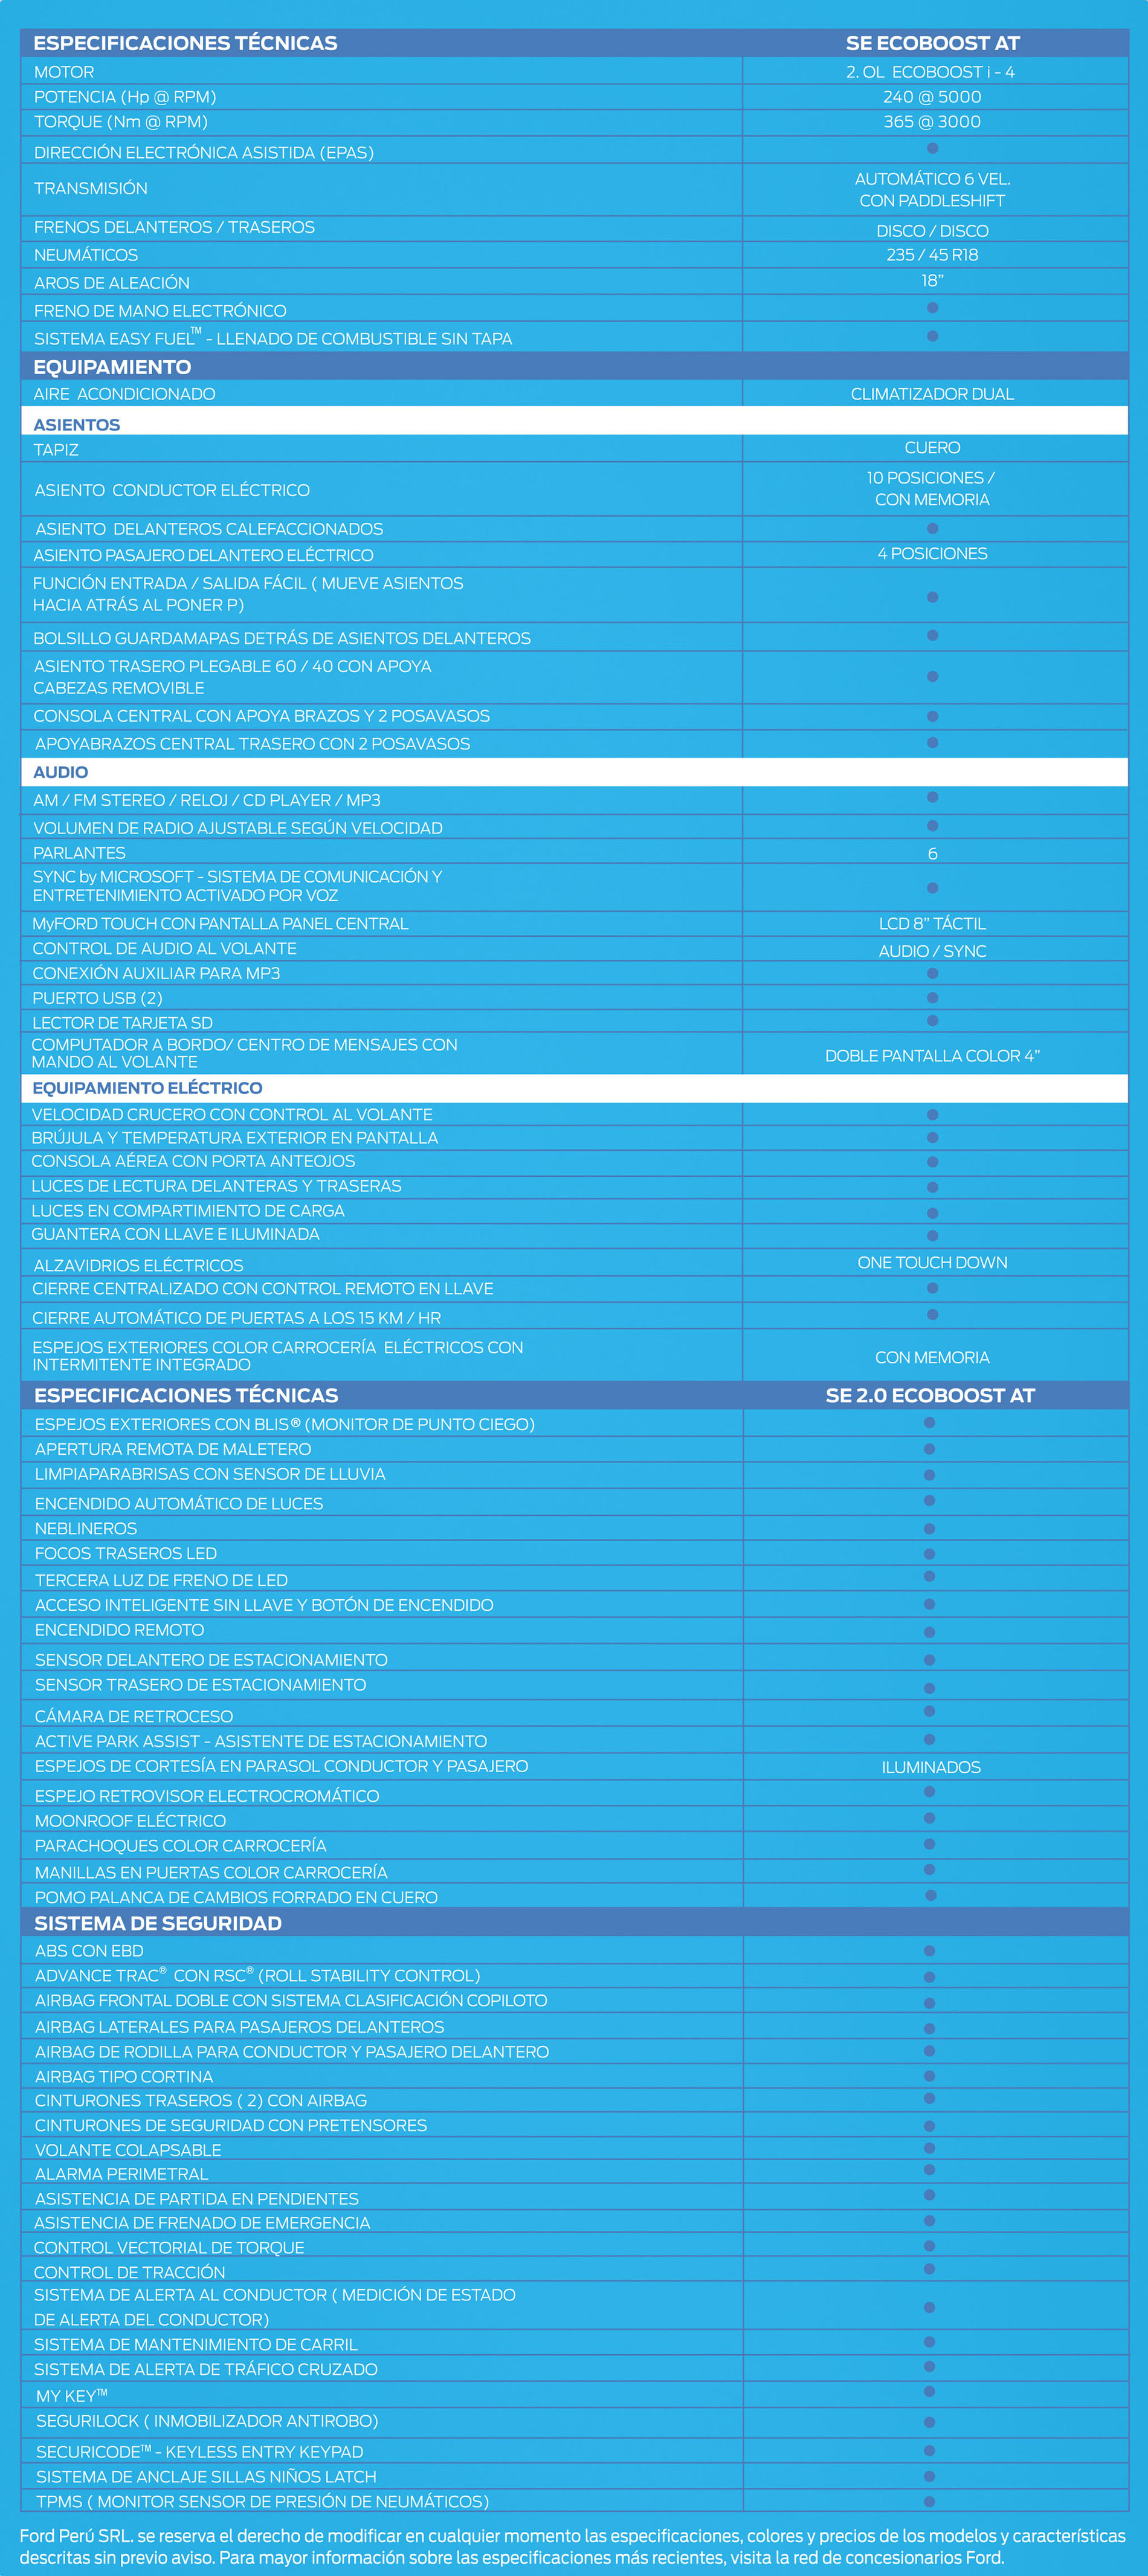 ESPECIFICACIONES TÉCNICAS SE ECOBOOST AT
MOTOR 2. OL ECOBOOST i - 4
POTENCIA (Hp @ RPM) 240 @ 5000
TORQUE (Nm @ RPM) 365 @ 3000
DIRECCIÓN ELECTRÓNICA ASISTIDA (EPAS) ●
TRANSMISIÓN AUTOMÁTICO 6 VEL.
CON PADDLESHIFT
FRENOS DELANTEROS / TRASEROS DISCO / DISCO
NEUMÁTICOS 235 / 45 R18
AROS DE ALEACIÓN 18”
FRENO DE MANO ELECTRÓNICO ●
SISTEMA EASY FUEL™ - LLENADO DE COMBUSTIBLE SIN TAPA ●
EQUIPAMIENTO
AIRE ACONDICIONADO CLIMATIZADOR DUAL
ASIENTOS
TAPIZ CUERO
ASIENTO CONDUCTOR ELÉCTRICO 10 POSICIONES /
CON MEMORIA
ASIENTO DELANTEROS CALEFACCIONADOS ●
ASIENTO PASAJERO DELANTERO ELÉCTRICO 4 POSICIONES
FUNCIÓN ENTRADA / SALIDA FÁCIL ( MUEVE ASIENTOS
HACIA ATRÁS AL PONER P) ●
BOLSILLO GUARDAMAPAS DETRÁS DE ASIENTOS DELANTEROS ●
ASIENTO TRASERO PLEGABLE 60 / 40 CON APOYA
CABEZAS REMOVIBLE ●
CONSOLA CENTRAL CON APOYA BRAZOS Y 2 POSAVASOS ●
APOYABRAZOS CENTRAL TRASERO CON 2 POSAVASOS ●
AUDIO
AM / FM STEREO / RELOJ / CD PLAYER / MP3 ●
VOLUMEN DE RADIO AJUSTABLE SEGÚN VELOCIDAD ●
PARLANTES 6
SYNC by MICROSOFT - SISTEMA DE COMUNICACIÓN Y
ENTRETENIMIENTO ACTIVADO POR VOZ ●
MyFORD TOUCH CON PANTALLA PANEL CENTRAL LCD 8” TÁCTIL
CONTROL DE AUDIO AL VOLANTE AUDIO / SYNC
CONEXIÓN AUXILIAR PARA MP3 ●
PUERTO USB (2) ●
LECTOR DE TARJETA SD ●
COMPUTADOR A BORDO/ CENTRO DE MENSAJES CON
MANDO AL VOLANTE DOBLE PANTALLA COLOR 4”
EQUIPAMIENTO ELÉCTRICO
VELOCIDAD CRUCERO CON CONTROL AL VOLANTE ●
BRÚJULA Y TEMPERATURA EXTERIOR EN PANTALLA ●
CONSOLA AÉREA CON PORTA ANTEOJOS ●
LUCES DE LECTURA DELANTERAS Y TRASERAS ●
LUCES EN COMPARTIMIENTO DE CARGA ●
GUANTERA CON LLAVE E ILUMINADA ●
ALZAVIDRIOS ELÉCTRICOS ONE TOUCH DOWN
CIERRE CENTRALIZADO CON CONTROL REMOTO EN LLAVE ●
CIERRE AUTOMÁTICO DE PUERTAS A LOS 15 KM / HR ●
ESPEJOS EXTERIORES COLOR CARROCERÍA ELÉCTRICOS CON
INTERMITENTE INTEGRADO CON MEMORIA
ESPECIFICACIONES TÉCNICAS SE 2.0 ECOBOOST AT
ESPEJOS EXTERIORES CON BLIS® (MONITOR DE PUNTO CIEGO) ●
APERTURA REMOTA DE MALETERO ●
LIMPIAPARABRISAS CON SENSOR DE LLUVIA ●
ENCENDIDO AUTOMÁTICO DE LUCES ●
NEBLINEROS ●
FOCOS TRASEROS LED ●
TERCERA LUZ DE FRENO DE LED ●
ACCESO INTELIGENTE SIN LLAVE Y BOTÓN DE ENCENDIDO ●
ENCENDIDO REMOTO ●
SENSOR DELANTERO DE ESTACIONAMIENTO ●
SENSOR TRASERO DE ESTACIONAMIENTO ●
CÁMARA DE RETROCESO ●
ACTIVE PARK ASSIST - ASISTENTE DE ESTACIONAMIENTO ●
ESPEJOS DE CORTESÍA EN PARASOL CONDUCTOR Y PASAJERO ILUMINADOS
ESPEJO RETROVISOR ELECTROCROMÁTICO ●
MOONROOF ELÉCTRICO ●
PARACHOQUES COLOR CARROCERÍA ●
MANILLAS EN PUERTAS COLOR CARROCERÍA ●
POMO PALANCA DE CAMBIOS FORRADO EN CUERO ●
SISTEMA DE SEGURIDAD
ABS CON EBD ●
ADVANCE TRAC® CON RSC® (ROLL STABILITY CONTROL) ●
AIRBAG FRONTAL DOBLE CON SISTEMA CLASIFICACIÓN COPILOTO ●
AIRBAG LATERALES PARA PASAJEROS DELANTEROS ●
AIRBAG DE RODILLA PARA CONDUCTOR Y PASAJERO DELANTERO ●
AIRBAG TIPO CORTINA ●
CINTURONES TRASEROS ( 2) CON AIRBAG ●
CINTURONES DE SEGURIDAD CON PRETENSORES ●
VOLANTE COLAPSABLE ●
ALARMA PERIMETRAL ●
ASISTENCIA DE PARTIDA EN PENDIENTES ●
ASISTENCIA DE FRENADO DE EMERGENCIA ●
CONTROL VECTORIAL DE TORQUE ●
CONTROL DE TRACCIÓN ●
SISTEMA DE ALERTA AL CONDUCTOR ( MEDICIÓN DE ESTADO
DE ALERTA DEL CONDUCTOR) ●
SISTEMA DE MANTENIMIENTO DE CARRIL ●
SISTEMA DE ALERTA DE TRÁFICO CRUZADO ●
MY KEY™ ●
SEGURILOCK ( INMOBILIZADOR ANTIROBO) ●
SECURICODE™ - KEYLESS ENTRY KEYPAD ●
SISTEMA DE ANCLAJE SILLAS NIÑOS LATCH ●
TPMS ( MONITOR SENSOR DE PRESIÓN DE NEUMÁTICOS) ●
Ford Perú SRL. se reserva el derecho de modificar en cualquier momento las especificaciones, colores y precios de los modelos y características
descritas sin previo aviso. Para mayor información sobre las especificaciones más recientes, visita la red de concesionarios Ford.